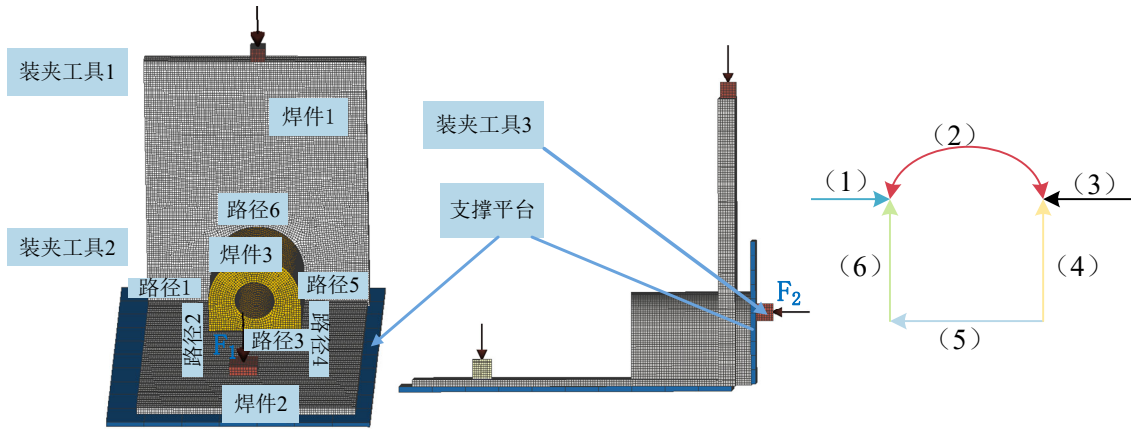 装夹工具1
焊件1
装夹工具3
支撑平台
路径6
装夹工具2
焊件3
路径1
路径5
路径2
F₁
路径3
路径4
焊件2
F₂
（1）
（2）
（3）
（4）
（5）
（6）